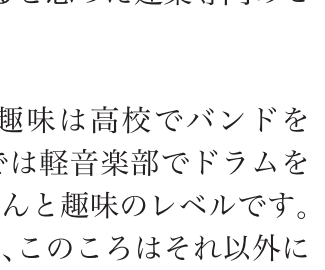 趣味は高校でバンドを
では軽音楽部でドラムを
んと趣味のレベルです。
、このころはそれ以外に